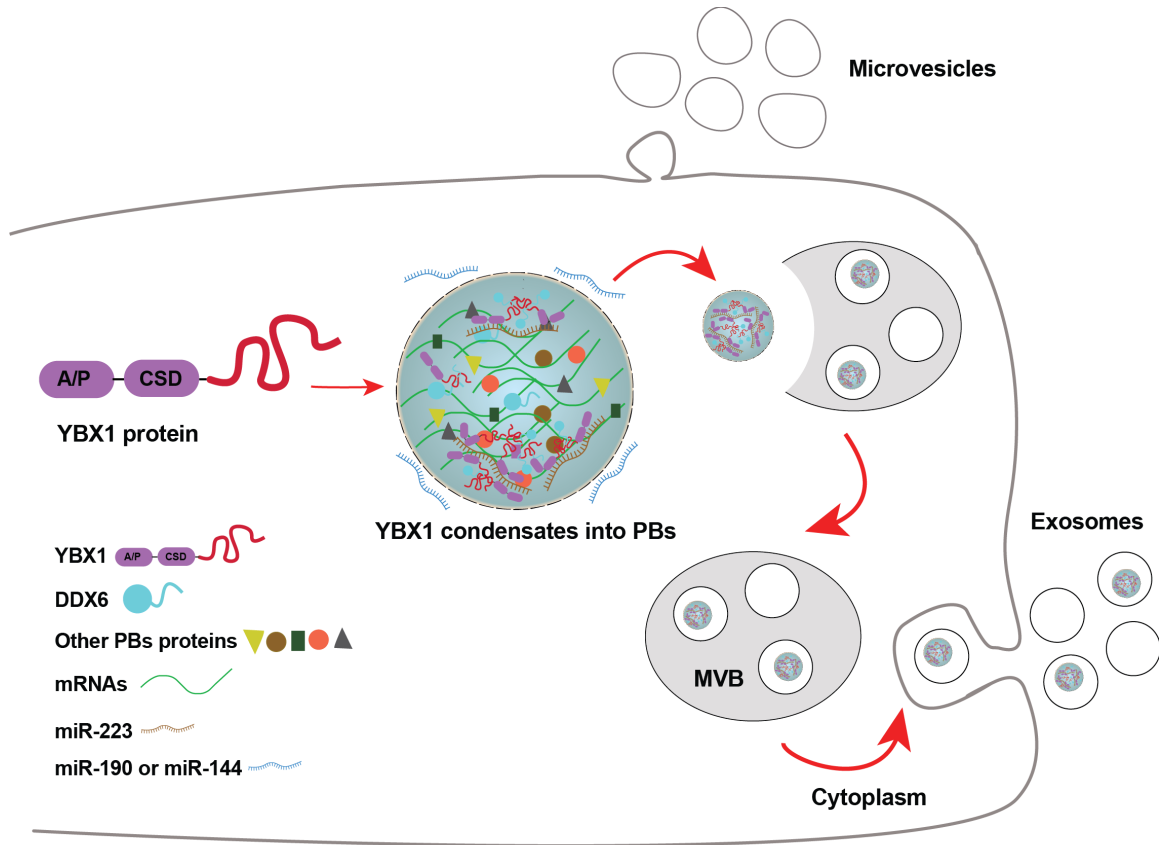 Microvesicles
A/P
CSD
YBX1 protein
YBX1 condensates into PBs
Exosomes
YBX1
A/P
CSD
DDX6
Other PBs proteins
mRNAs
MVB
miR-223
miR-190 or miR-144
Cytoplasm